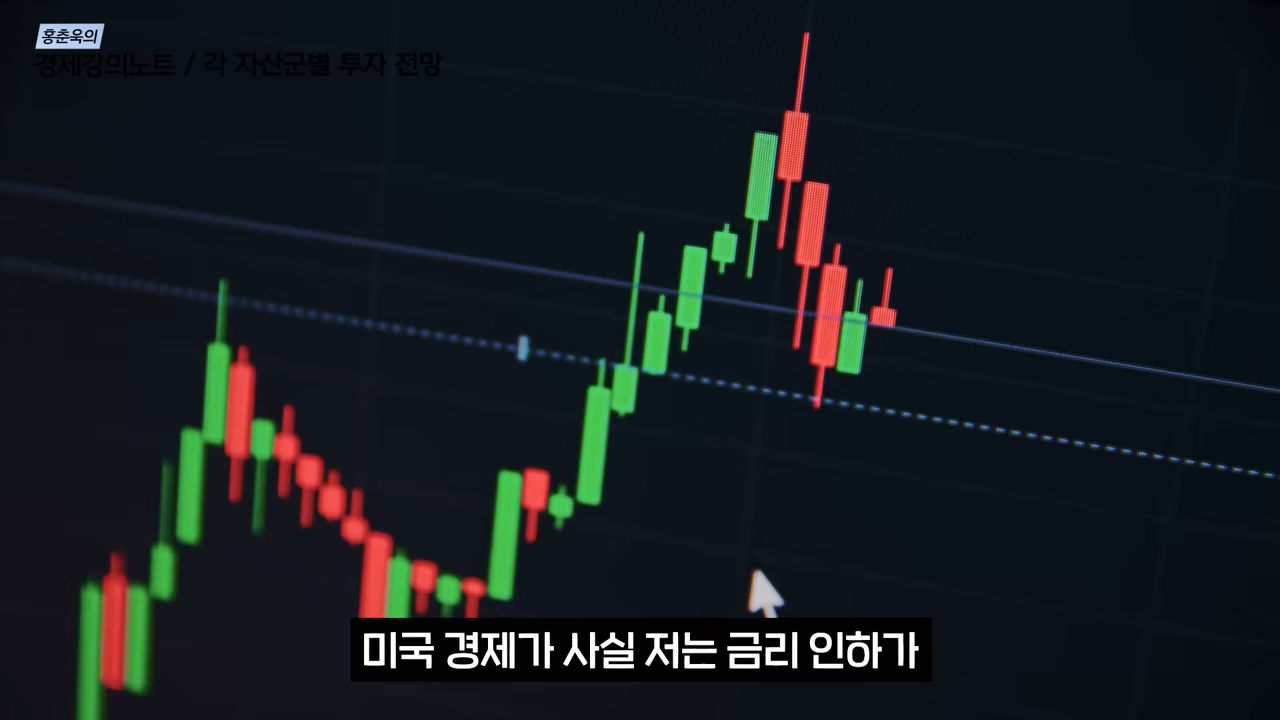 홍춘욱의
경제강의노트 / 각 자산군별 투자 전망
미국 경제가 사실 저는 금리 인하가